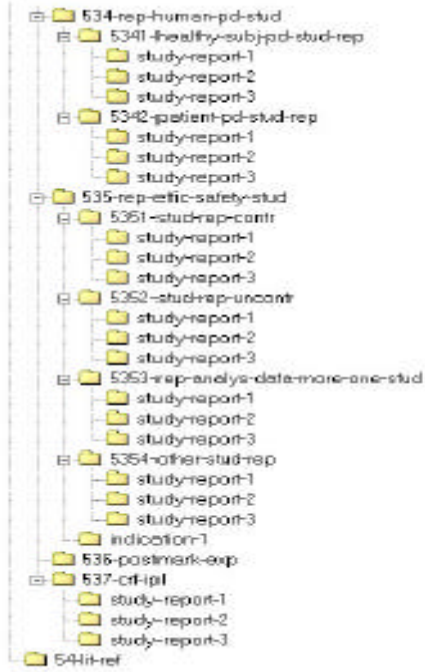 534-rep-human-pd-stud
5341-healthy-subj-pd-stud-rep
study-report-1
study-report-2
study-report-3
5342-patient-pd-stud-rep
study-report-1
study-report-2
study-report-3
535-rep-effic-safety-stud
5351-stud-rep-contr
study-report-1
study-report-2
study-report-3
5352-stud-rep-uncontr
study-report-1
study-report-2
study-report-3
5353-rep-analys-data-more-one-stud
study-report-1
study-report-2
study-report-3
5354-other-stud-rep
study-report-1
study-report-2
study-report-3
indication-1
536-postmark-exp
537-crf-ipl
study-report-1
study-report-2
study-report-3
54-lit-ref